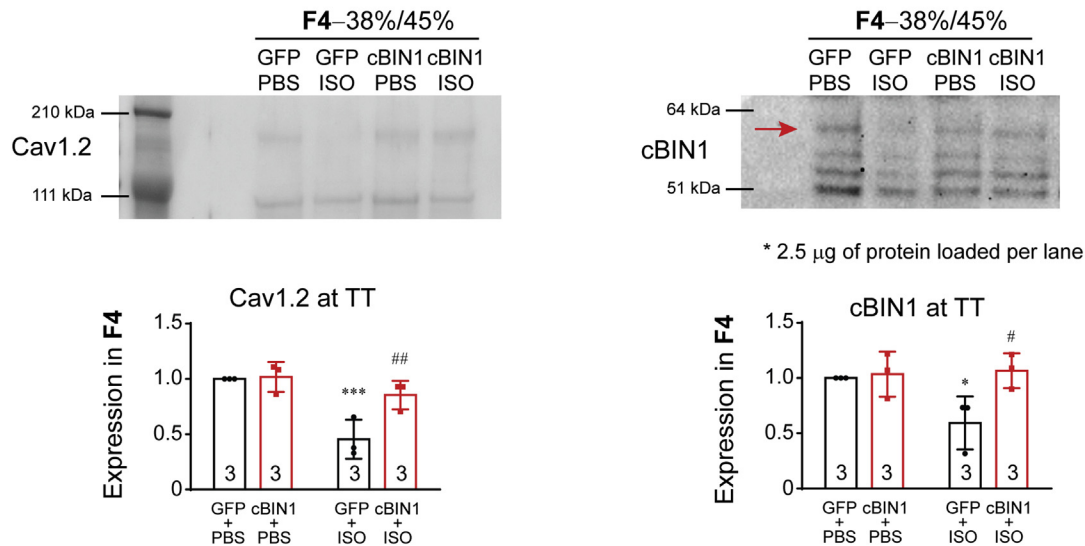 F4–38%/45%
GFP GFP cBIN1 cBIN1
PBS ISO PBS ISO
210 kDa
Cav1.2
111 kDa
F4–38%/45%
GFP GFP cBIN1 cBIN1
PBS ISO PBS ISO
64 kDa
cBIN1
51 kDa
* 2.5 μg of protein loaded per lane
Cav1.2 at TT
Expression in F4
1.5
1.0
0.5
0
***
##
3 3 3 3
GFP cBIN1 GFP cBIN1
+ + + +
PBS PBS ISO ISO
cBIN1 at TT
Expression in F4
1.5
1.0
0.5
0
*
#
3 3 3 3
GFP cBIN1 GFP cBIN1
+ + + +
PBS PBS ISO ISO